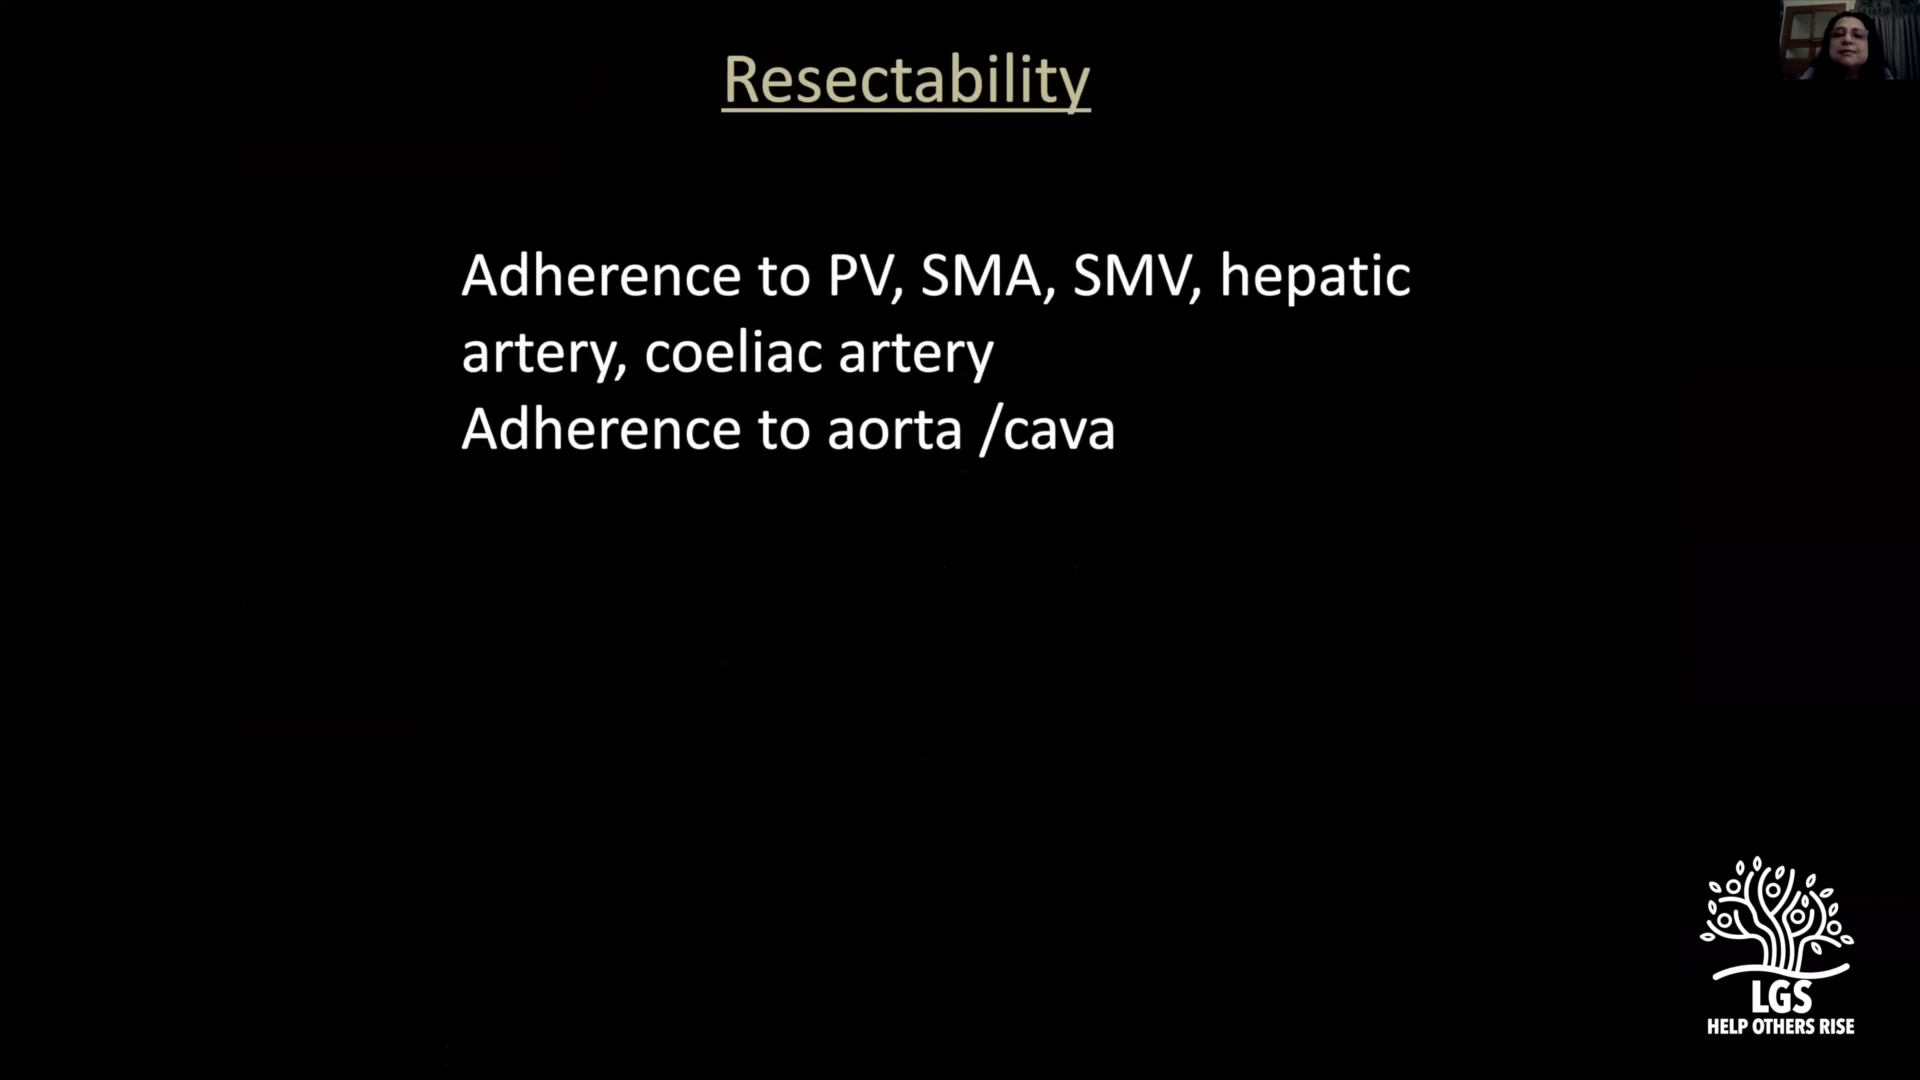 Resectability
Adherence to PV, SMA, SMV, hepatic
artery, coeliac artery
Adherence to aorta /cava
LGS
HELP OTHERS RISE